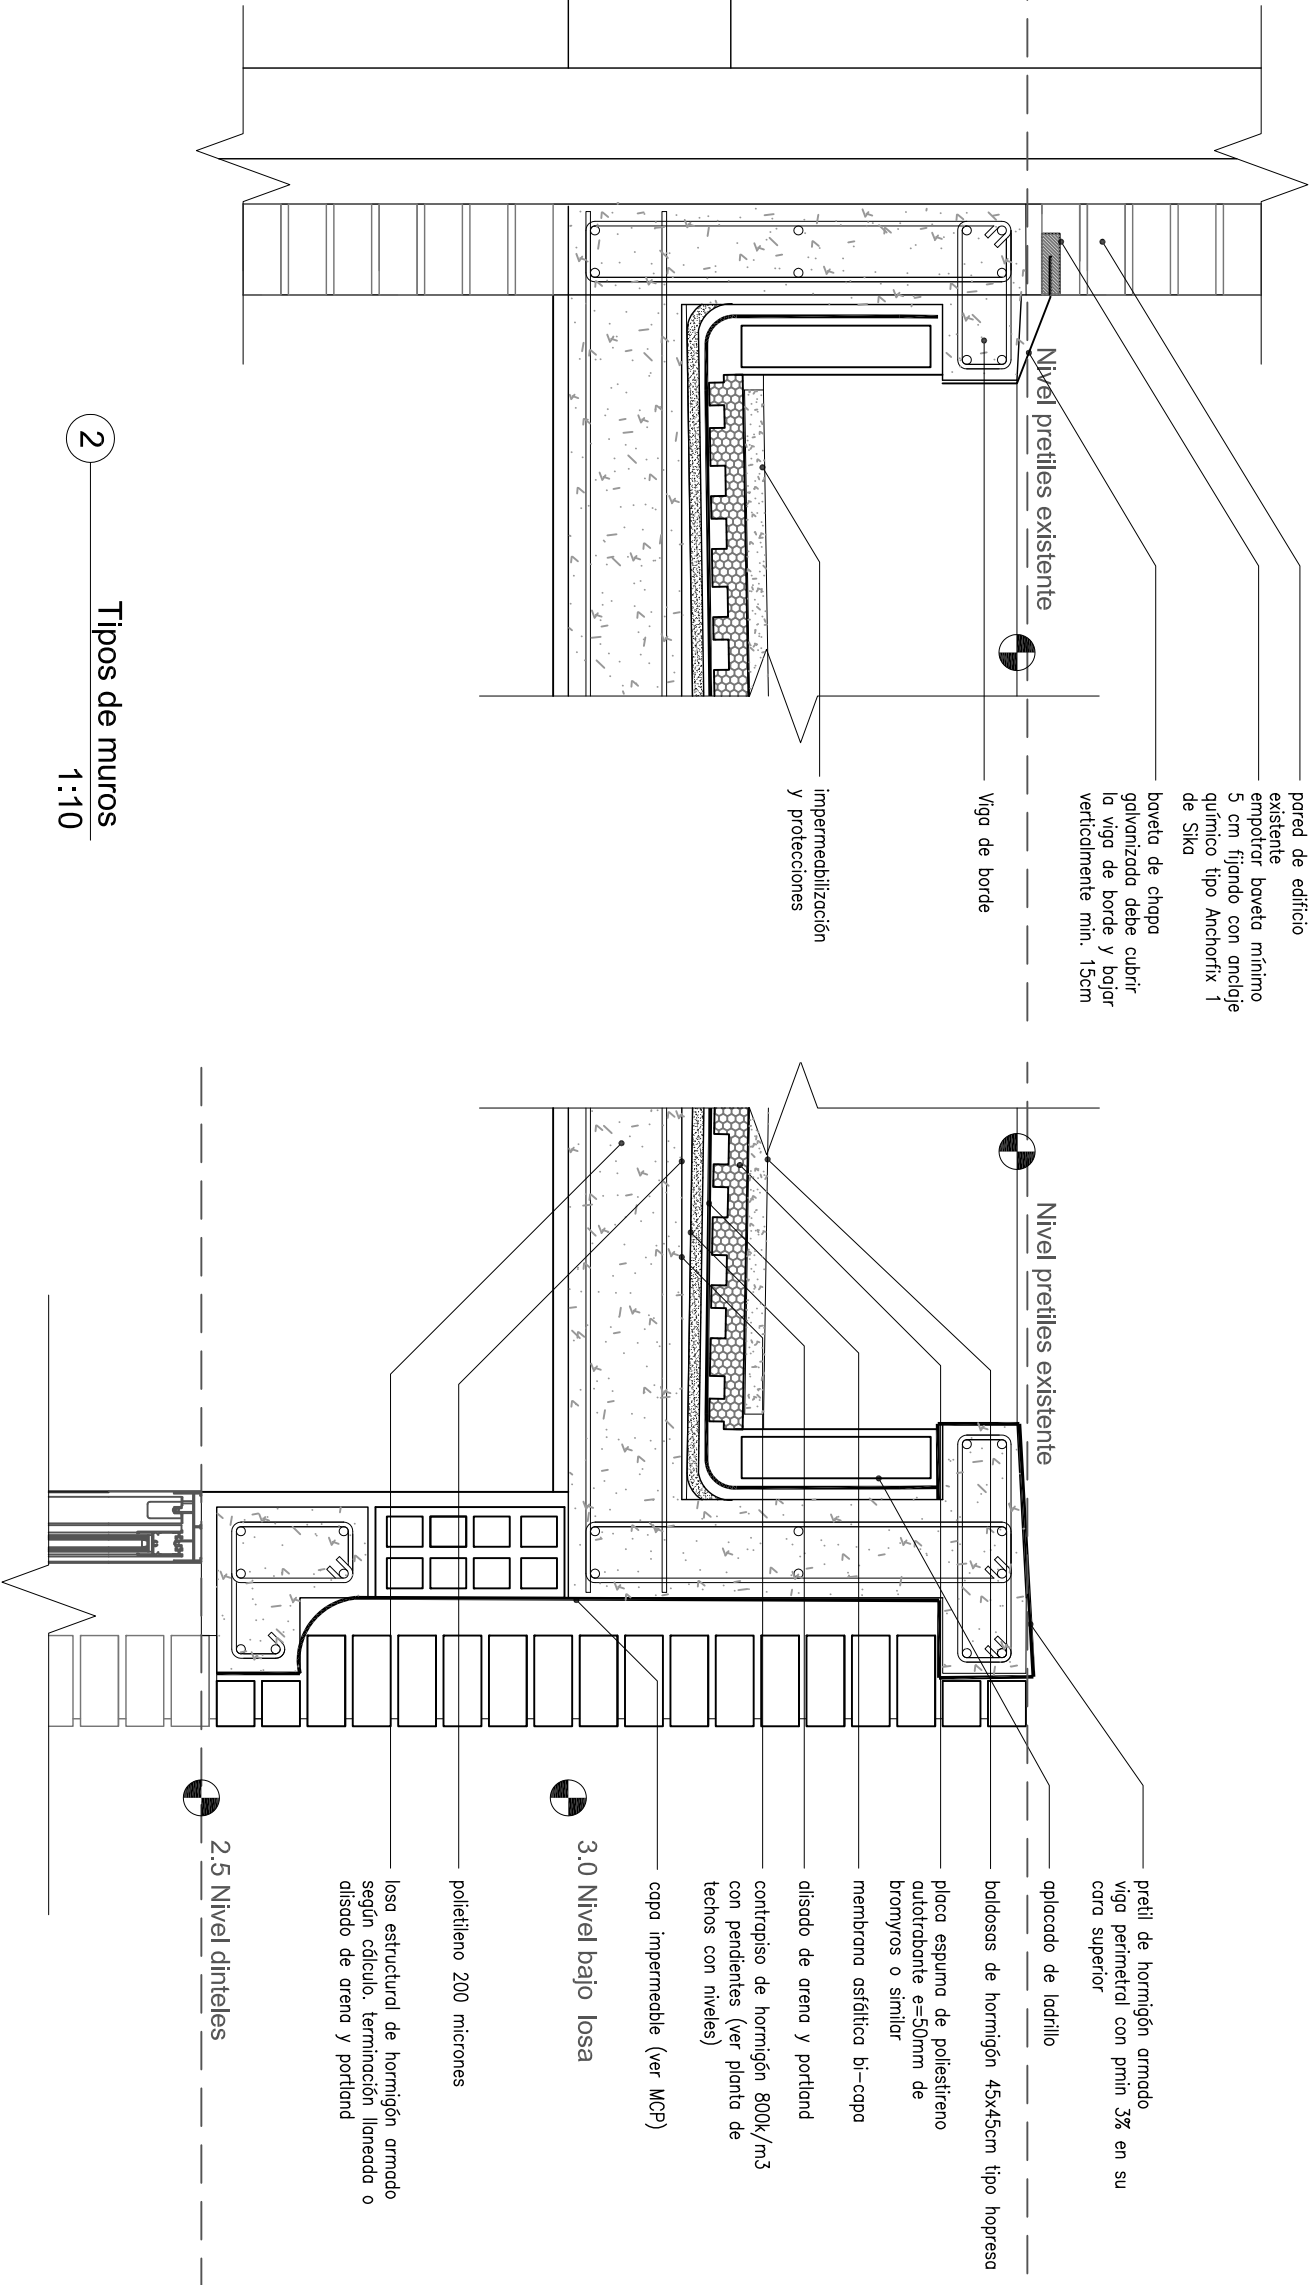 pared de edificio
existente
empotrar baveta mínimo
5 cm fijando con anclaje
químico tipo Anchorfix 1
de Sika
baveta de chapa
galvanizada debe cubrir
la viga de borde y bajar
verticalmente min. 15cm
Nivel pretiles existente
Viga de borde
impermeabilización
y protecciones
2
Tipos de muros
1:10
Nivel pretiles existente
pretil de hormigón armado
viga perimetral con pmin 3% en su
cara superior
aplacado de ladrillo
baldosas de hormigón 45x45cm tipo hopresa
placa espuma de poliestireno
autotrabante e=50mm de
bromyros o similar
membrana asfáltica bi-capa
alisado de arena y portland
contrapiso de hormigón 800k/m3
con pendientes (ver planta de
techos con niveles)
capa impermeable (ver MCP)
3.0 Nivel bajo losa
polietileno 200 micrones
losa estructural de hormigón armado
según cálculo. terminación llaneada o
alisado de arena y portland
2.5 Nivel dinteles